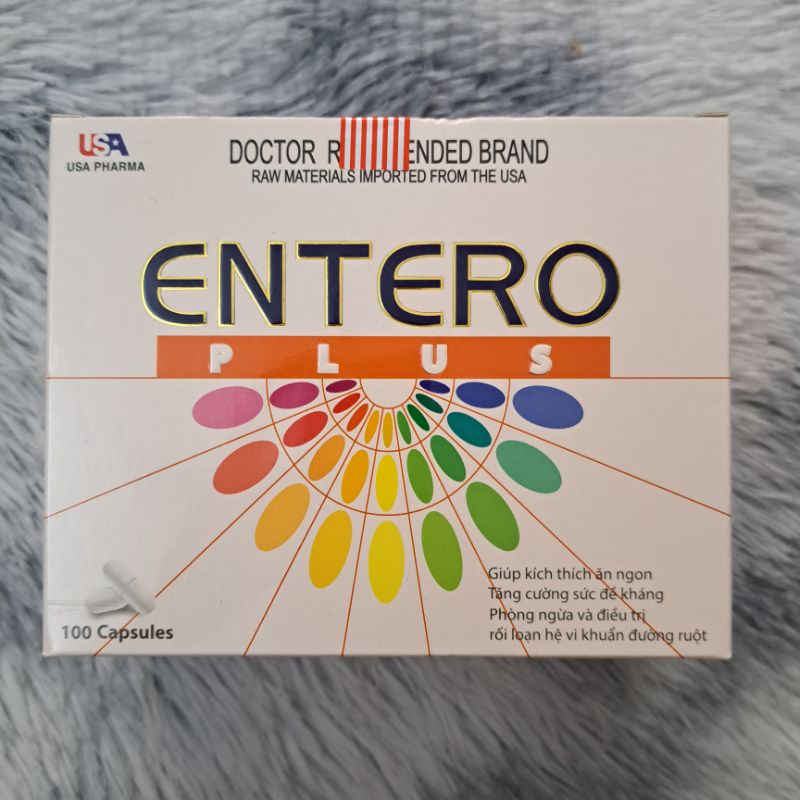 USA
USA PHARMA
DOCTOR R ENDED BRAND
RAW MATERIALS IMPORTED FROM THE USA
ENTERO
PLUS
Giúp kích thích ăn ngon
Tăng cường sức đề kháng
Phòng ngừa và điều trị
rối loạn hệ vi khuẩn đường ruột
100 Capsules